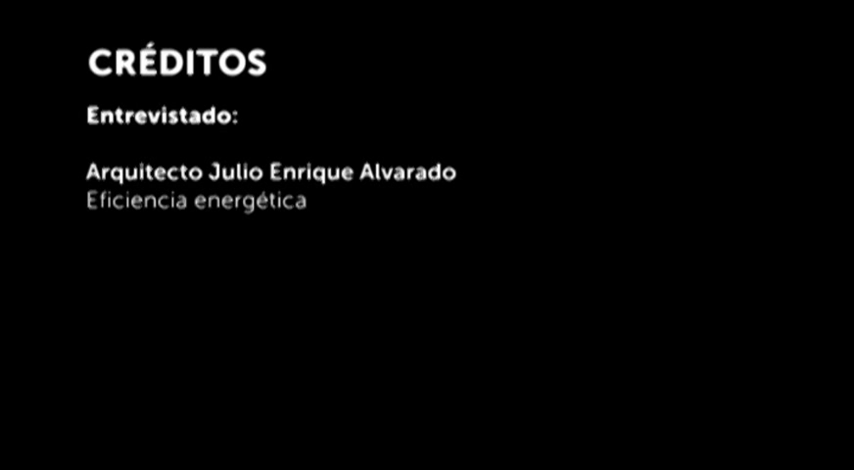 CRÉDITOS
Entrevistado:
Arquitecto Julio Enrique Alvarado
Eficiencia energética